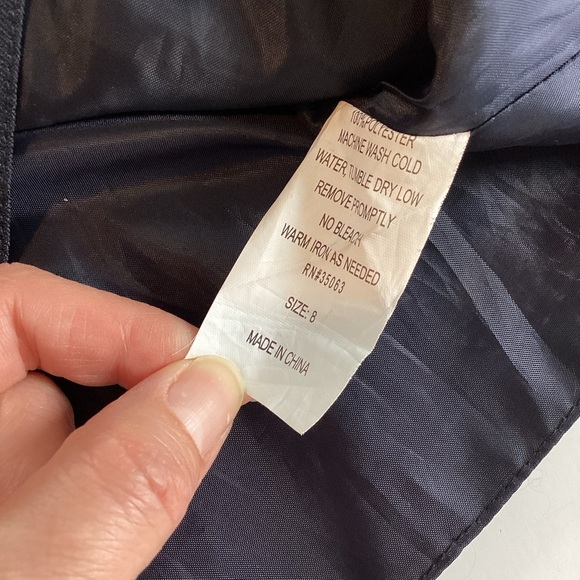 100% POLYESTER
MACHINE WASH COLD
WATER, TUMBLE DRY LOW
REMOVE PROMPTLY
NO BLEACH
WARM IRON AS NEEDED
RN#35063
SIZE: 8
MADE IN CHINA